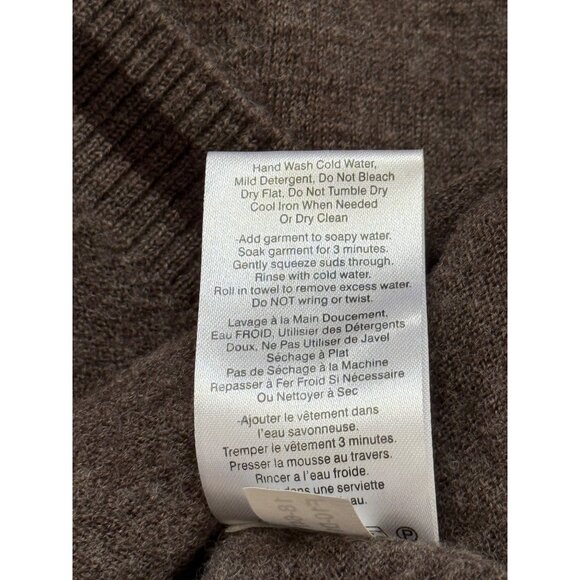 Hand Wash Cold Water,
Mild Detergent, Do Not Bleach
Dry Flat, Do Not Tumble Dry
Cool Iron When Needed
Or Dry Clean
-Add garment to soapy water.
Soak garment for 3 minutes.
Gently squeeze suds through.
Rinse with cold water.
Roll in towel to remove excess water.
Do NOT wring or twist.
Lavage à la Main Doucement,
Eau FROID, Utilisier des Détergents
Doux, Ne Pas Utiliser de Javel
Séchage à Plat
Pas de Séchage à la Machine
Repasser à Fer Froid Si Nécessaire
Ou Nettoyer à Sec
-Ajouter le vêtement dans
l'eau savonneuse.
Tremper le vêtement 3 minutes.
Presser la mousse au travers.
Rincer a l'eau froide.
dans une serviette
au.
P